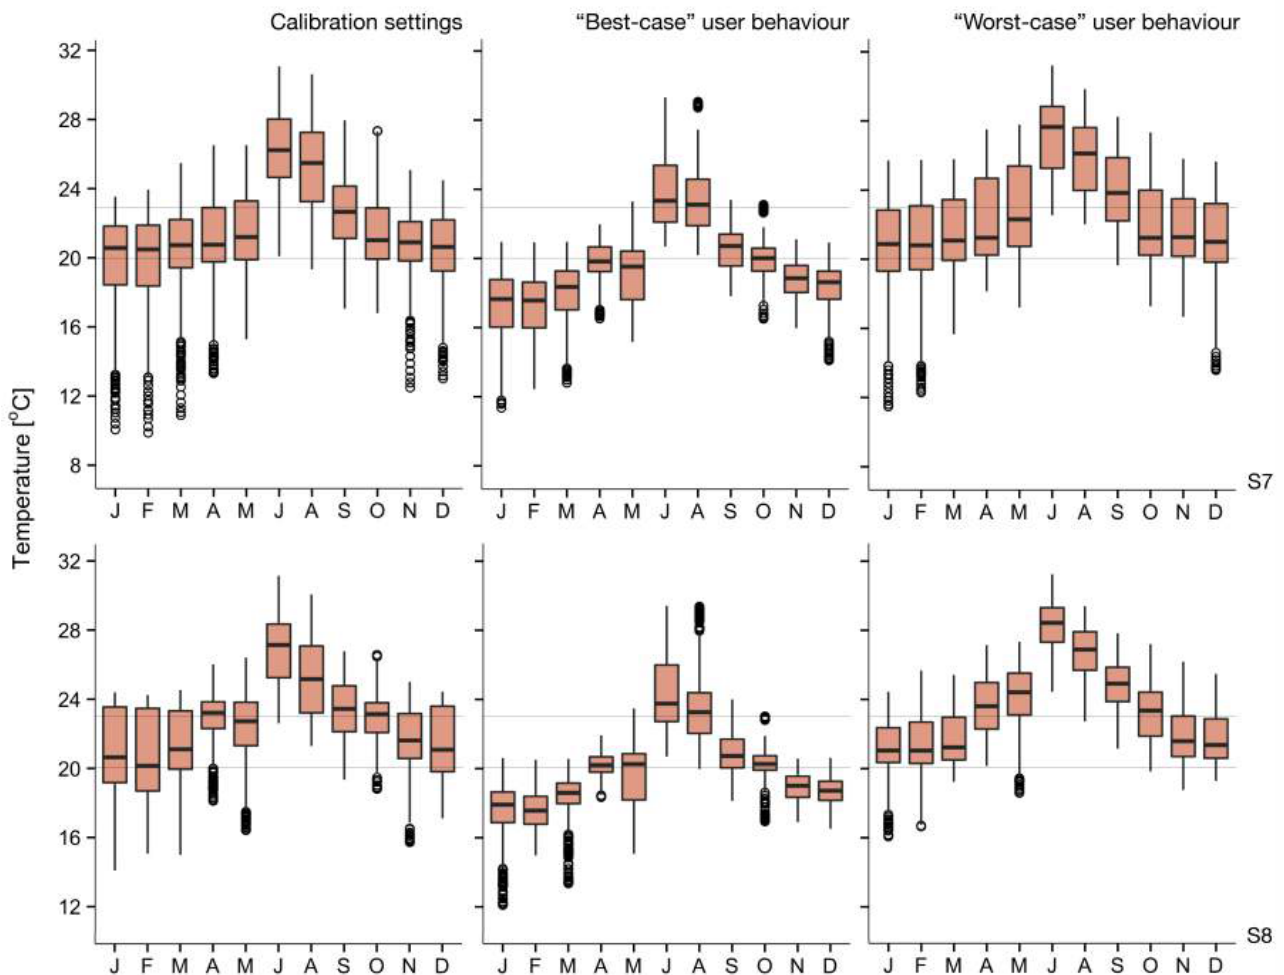 Calibration settings “Best-case” user behaviour “Worst-case” user behaviour
32
28
24
20
16
12
8
Temperature [°C]
J F M A M J A S O N D J F M A M J A S O N D J F M A M J A S O N D
S7
32
28
24
20
16
12
J F M A M J A S O N D J F M A M J A S O N D J F M A M J A S O N D
S8